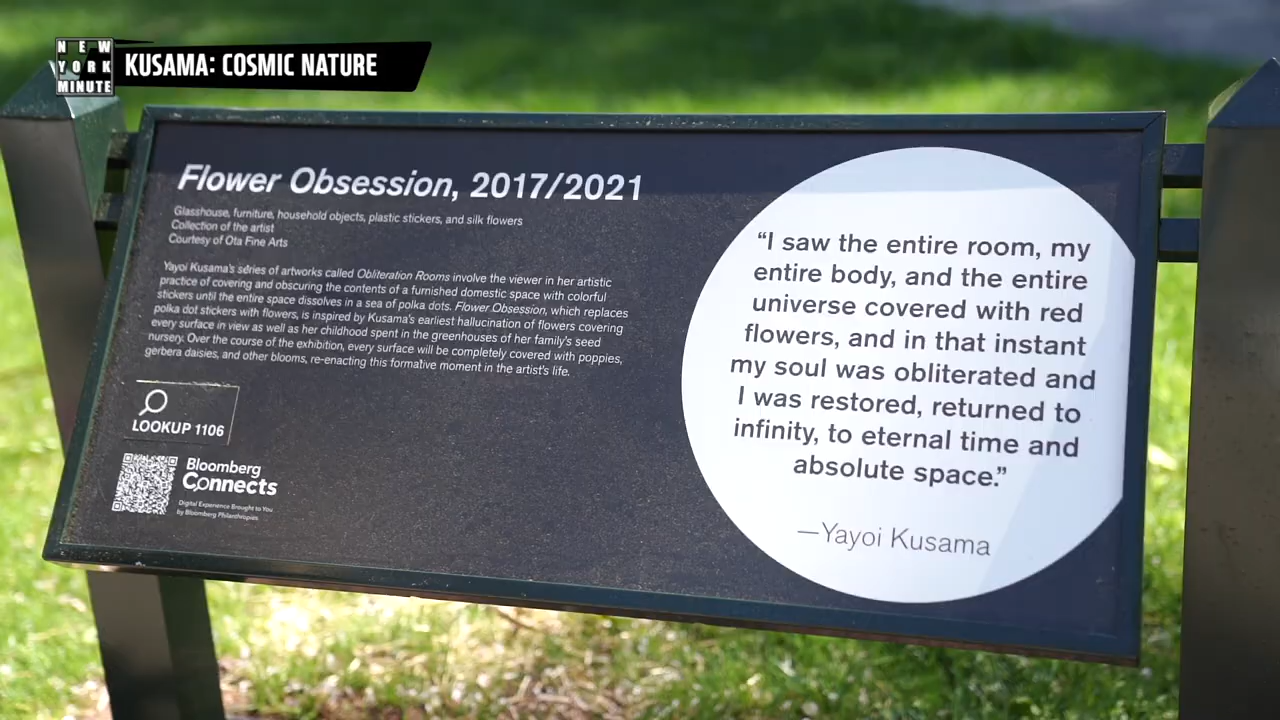 NEW
YORK
MINUTE
KUSAMA: COSMIC NATURE
Flower Obsession, 2017/2021
Glasshouse, furniture, household objects, plastic stickers, and silk flowers
Collection of the artist
Courtesy of Ota Fine Arts
Yayoi Kusama's series of artworks called Obliteration Rooms involve the viewer in her artistic
practice of covering and obscuring the contents of a furnished domestic space with colorful
stickers until the entire space dissolves in a sea of polka dots. Flower Obsession, which replaces
polka dot stickers with flowers, is inspired by Kusama's earliest hallucination of flowers covering
every surface in view as well as her childhood spent in the greenhouses of her family's seed
nursery. Over the course of the exhibition, every surface will be completely covered with poppies,
gerbera daisies, and other blooms, re-enacting this formative moment in the artist's life.
LOOKUP 1106
Bloomberg
Connects
Digital Experience Brought to You
by Bloomberg Philanthropies
“I saw the entire room, my
entire body, and the entire
universe covered with red
flowers, and in that instant
my soul was obliterated and
I was restored, returned to
infinity, to eternal time and
absolute space.”
—Yayoi Kusama